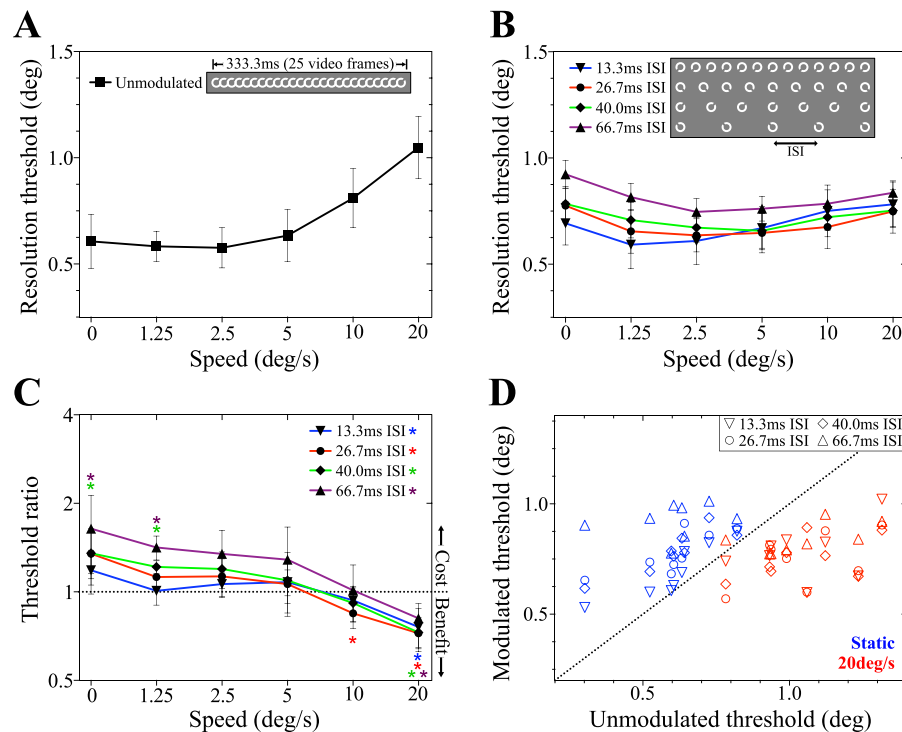 A
Resolution threshold (deg)
1.5
1.0
0.5
Unmodulated
333.3ms (25 video frames)
0 1.25 2.5 5 10 20
Speed (deg/s)
B
Resolution threshold (deg)
1.5
1.0
0.5
13.3ms ISI
26.7ms ISI
40.0ms ISI
66.7ms ISI
ISI
0 1.25 2.5 5 10 20
Speed (deg/s)
C
Threshold ratio
4
2
1
0.5
13.3ms ISI *
26.7ms ISI *
40.0ms ISI *
66.7ms ISI *
Cost
Benefit
0 1.25 2.5 5 10 20
Speed (deg/s)
D
Modulated threshold (deg)
1.0
0.5
13.3ms ISI 40.0ms ISI
26.7ms ISI 66.7ms ISI
Static
20deg/s
0.5 1.0
Unmodulated threshold (deg)